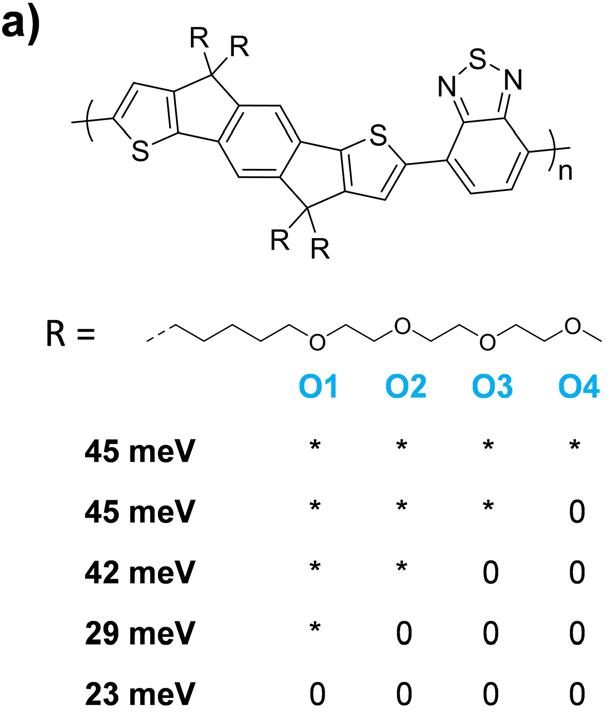 a)
R R
S
S
N S N
n
R R
R = O O O O
O1 O2 O3 O4
45 meV * * * *
45 meV * * * 0
42 meV * * 0 0
29 meV * 0 0 0
23 meV 0 0 0 0